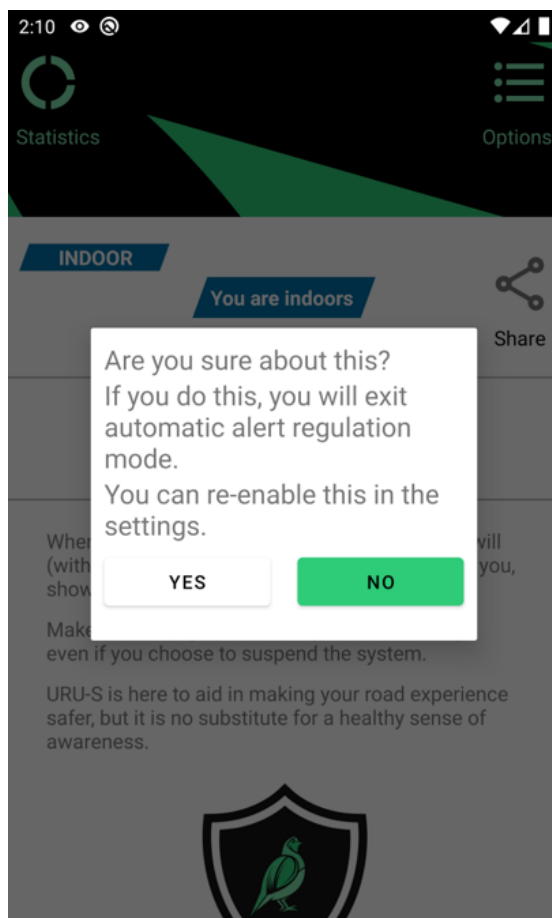 2:10
Statistics
Options
INDOOR
You are indoors
Share
Are you sure about this?
If you do this, you will exit
automatic alert regulation
mode.
You can re-enable this in the
settings.
YES
NO
will
(with
you,
show
Make
even if you choose to suspend the system.
URU-S is here to aid in making your road experience
safer, but it is no substitute for a healthy sense of
awareness.